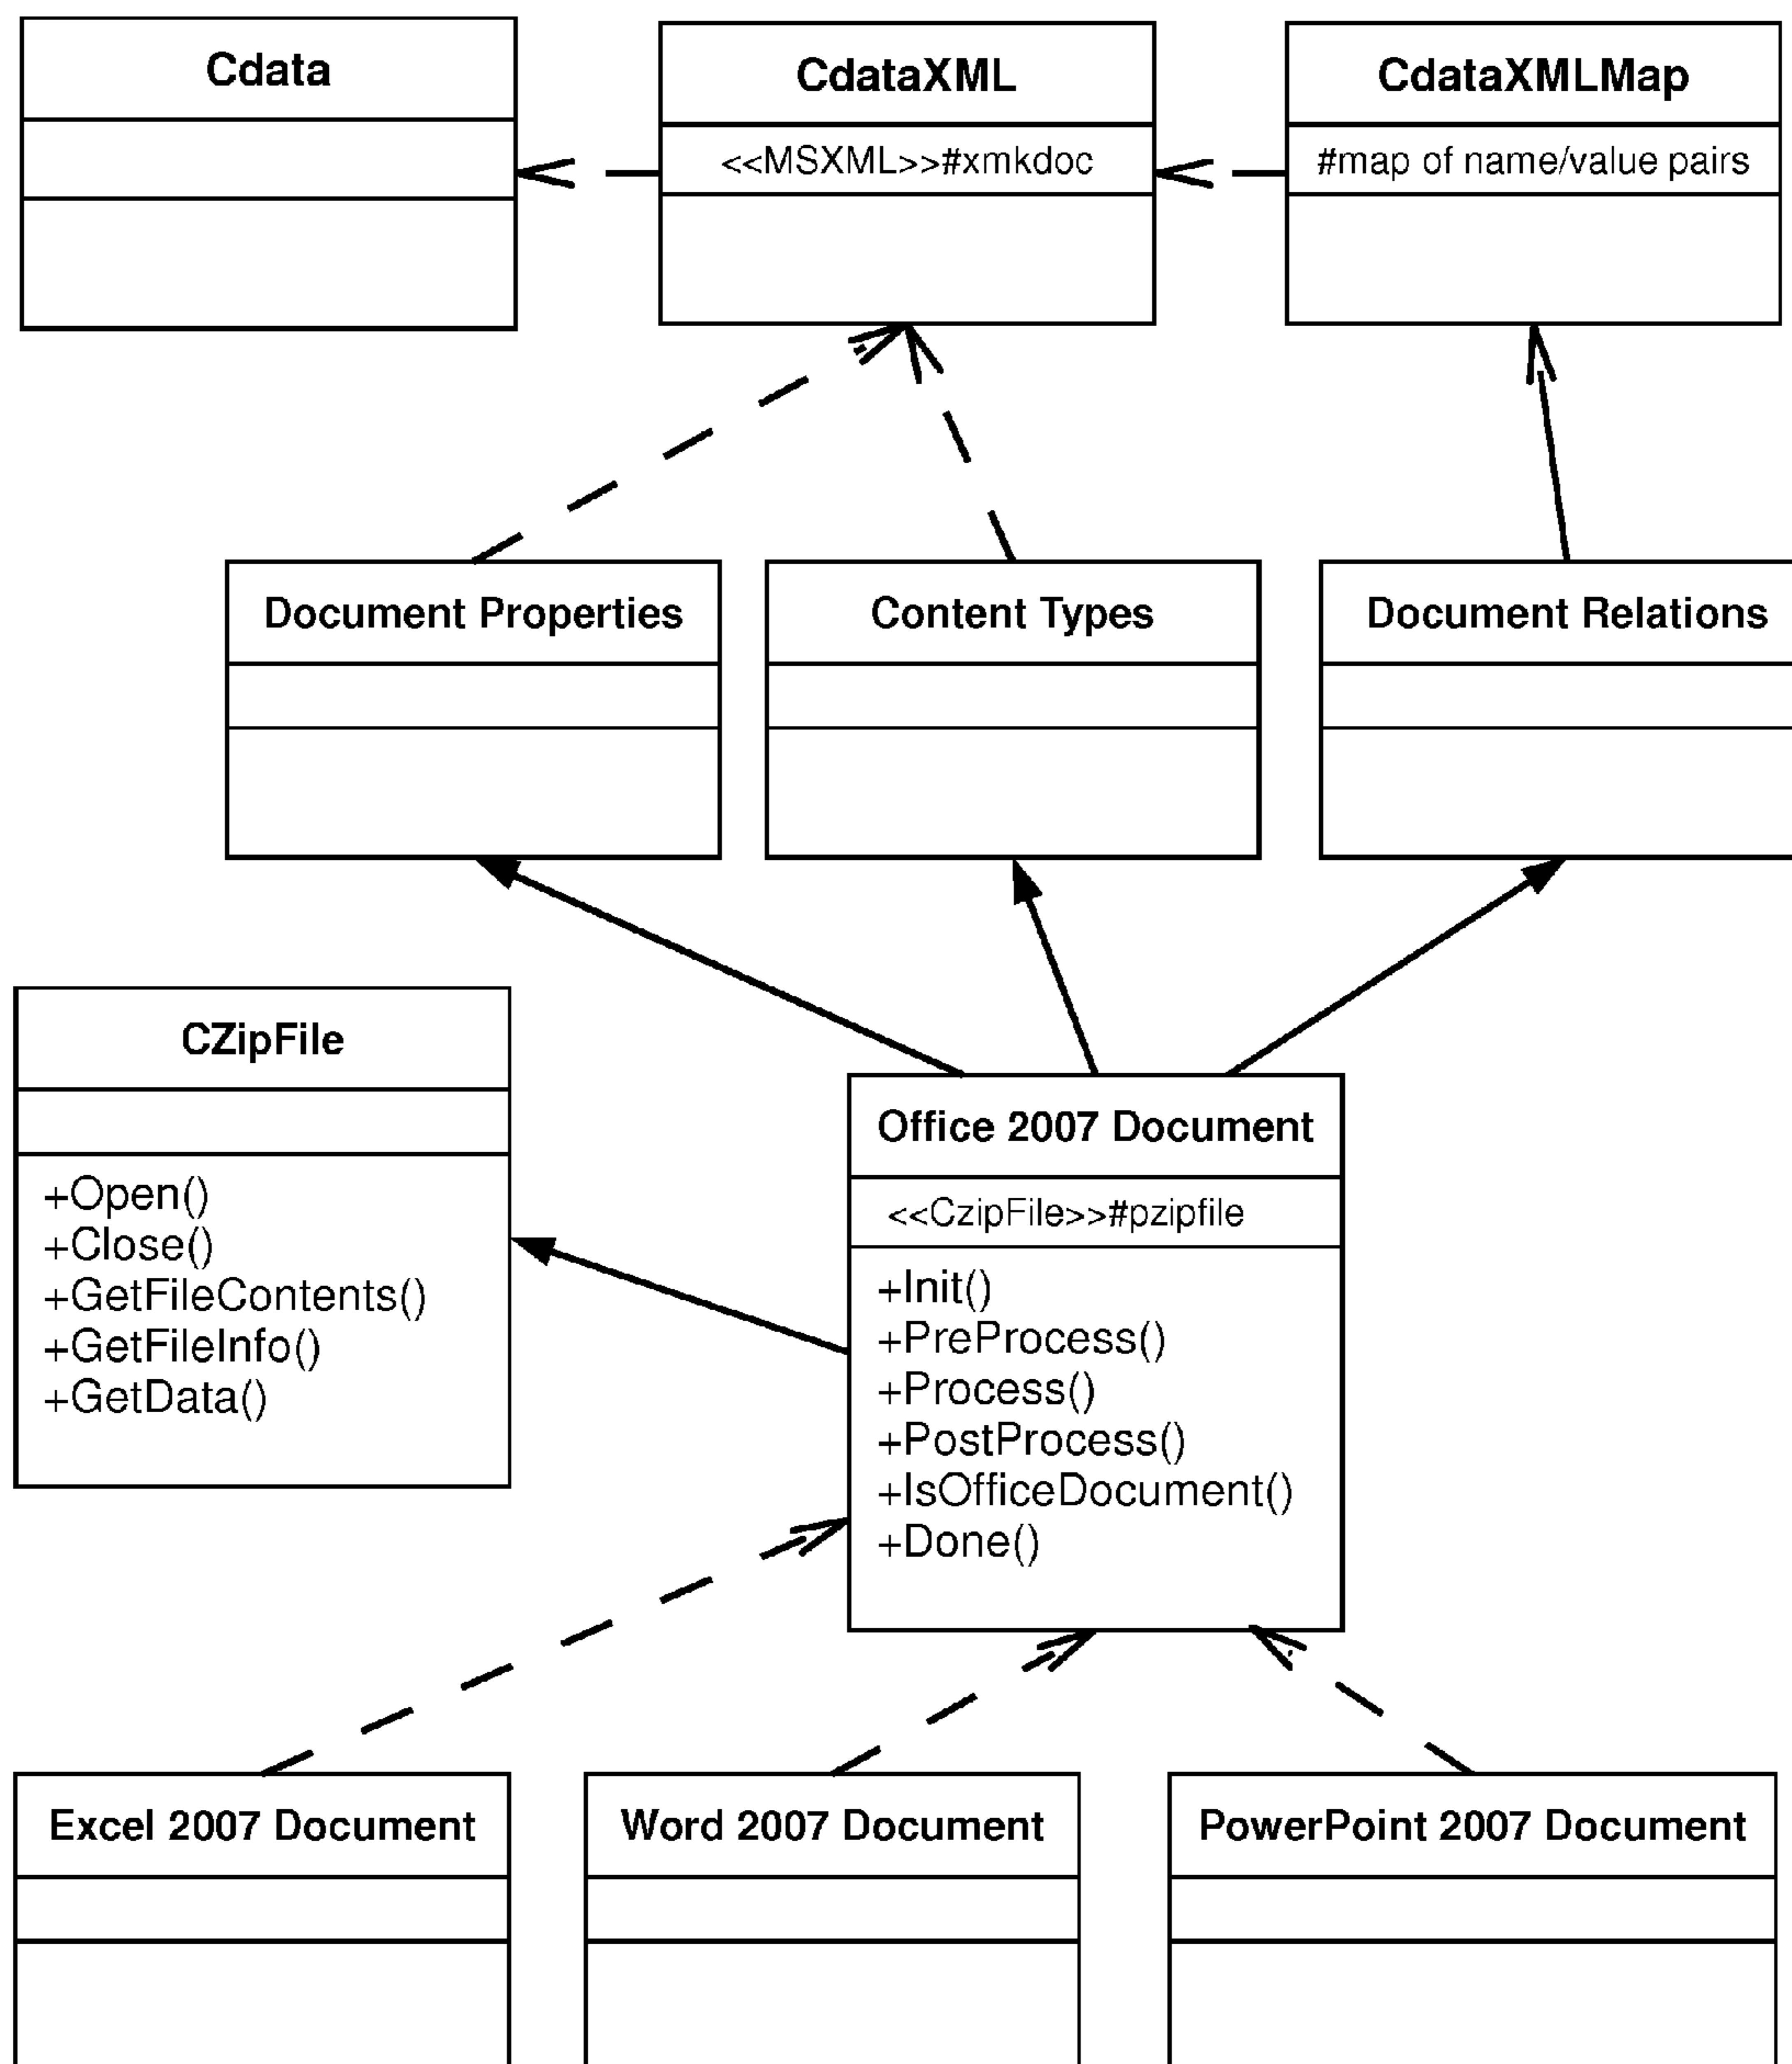 Cdata
CdataXML
<<MSXML>>#xmkdoc
CdataXMLMap
#map of name/value pairs
Document Properties
Content Types
Document Relations
CZipFile
+Open()
+Close()
+GetFileContents()
+GetFileInfo()
+GetData()
Office 2007 Document
<<CzipFile>>#pzipfile
+Init()
+PreProcess()
+Process()
+PostProcess()
+IsOfficeDocument()
+Done()
Excel 2007 Document
Word 2007 Document
PowerPoint 2007 Document